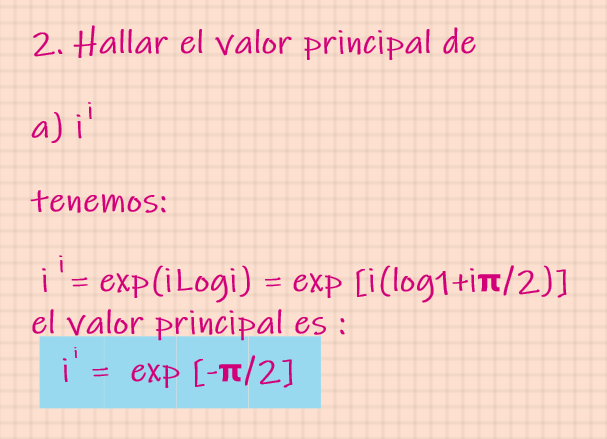 2. Hallar el valor principal de
a) i^i
tenemos:
i^i = exp(iLogi) = exp [i(log1+iπ/2)]
el valor principal es :
i^i = exp [-π/2]